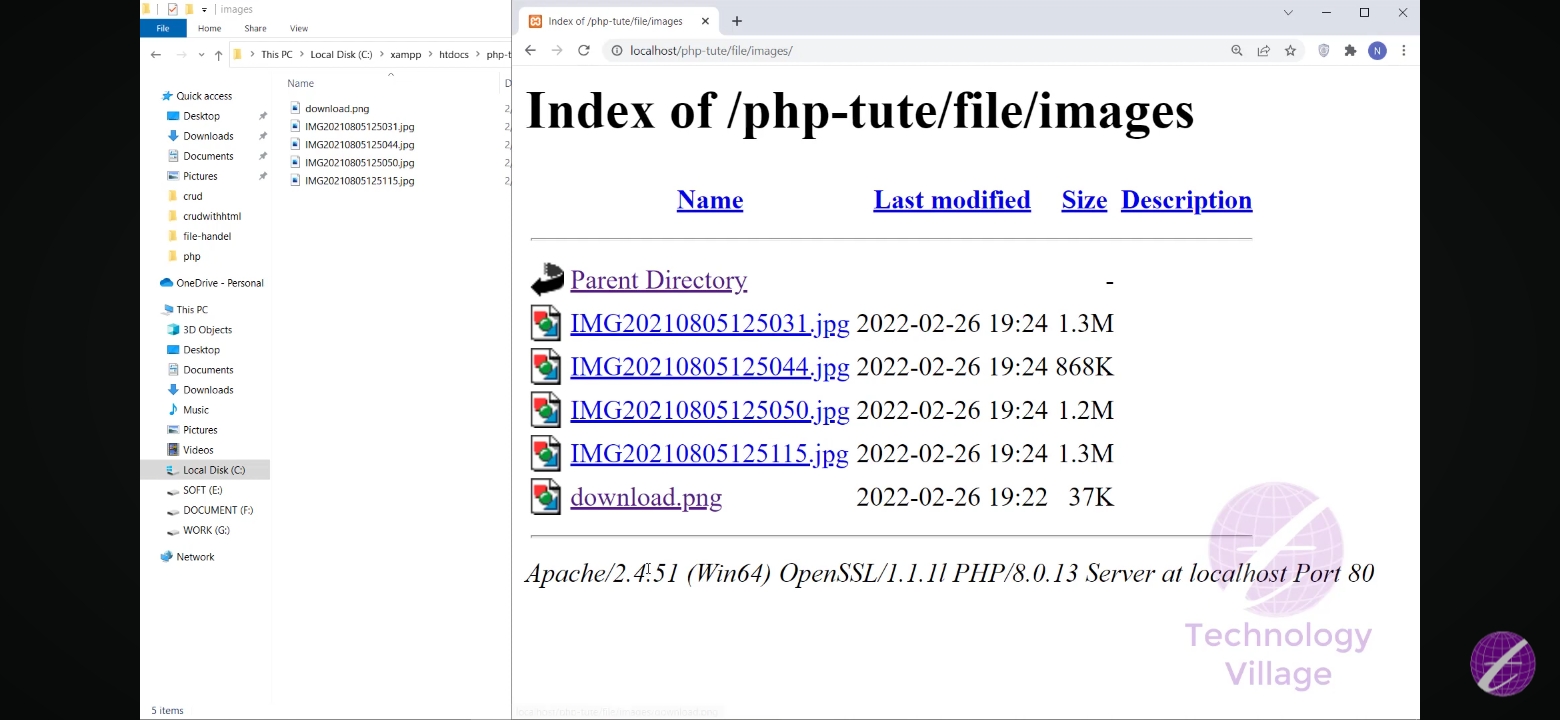 images
File Home Share View
This PC Local Disk (C:) xampp htdocs php-t
Name
download.png
IMG20210805125031.jpg
IMG20210805125044.jpg
IMG20210805125050.jpg
IMG20210805125115.jpg
Quick access
Desktop
Downloads
Documents
Pictures
crud
crudwithhtml
file-handel
php
OneDrive - Personal
This PC
3D Objects
Desktop
Documents
Downloads
Music
Pictures
Videos
Local Disk (C:)
SOFT (E:)
DOCUMENT (F:)
WORK (G:)
Network
5 items
Index of /php-tute/file/images
localhost/php-tute/file/images/
N
Index of /php-tute/file/images
Name Last modified Size Description
Parent Directory -
IMG20210805125031.jpg 2022-02-26 19:24 1.3M
IMG20210805125044.jpg 2022-02-26 19:24 868K
IMG20210805125050.jpg 2022-02-26 19:24 1.2M
IMG20210805125115.jpg 2022-02-26 19:24 1.3M
download.png 2022-02-26 19:22 37K
Apache/2.4.51 (Win64) OpenSSL/1.1.1l PHP/8.0.13 Server at localhost Port 80
Technology
Village